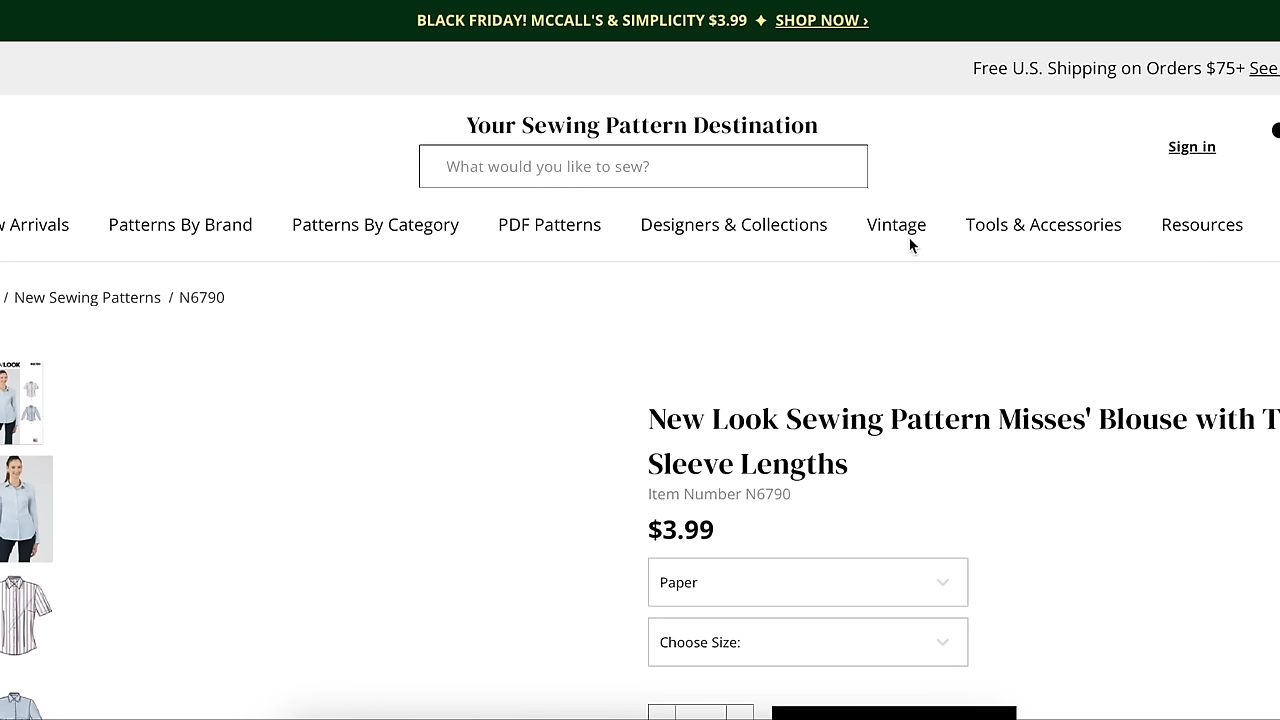 BLACK FRIDAY! MCCALL'S & SIMPLICITY $3.99 ✦ SHOP NOW ›
Free U.S. Shipping on Orders $75+ See
Your Sewing Pattern Destination
What would you like to sew?
Sign in
Arrivals Patterns By Brand Patterns By Category PDF Patterns Designers & Collections Vintage Tools & Accessories Resources
/ New Sewing Patterns / N6790
New Look Sewing Pattern Misses' Blouse with
Sleeve Lengths
Item Number N6790
$3.99
Paper
Choose Size: